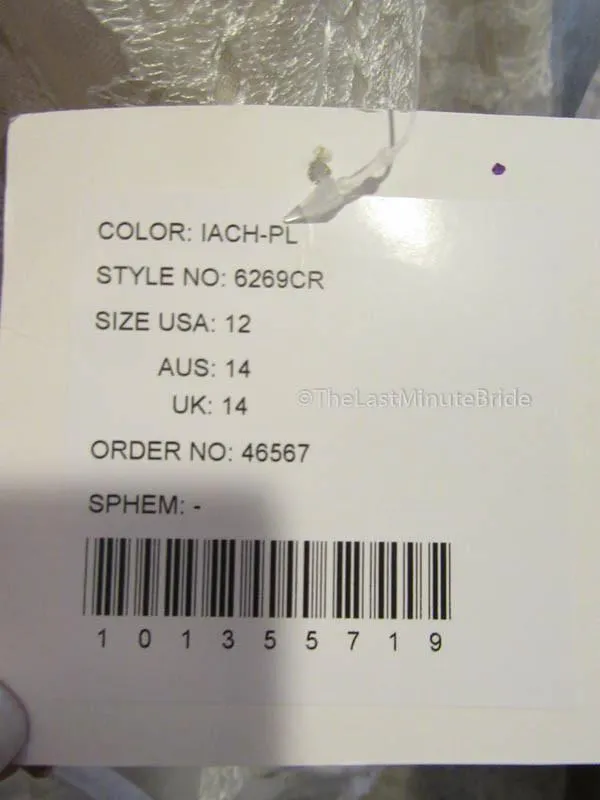 COLOR: IACH-PL
STYLE NO: 6269CR
SIZE USA: 12
AUS: 14
©TheLastMinuteBride
UK: 14
ORDER NO: 46567
SPHEM: -
1 0 1 3 5 5 7 1 9